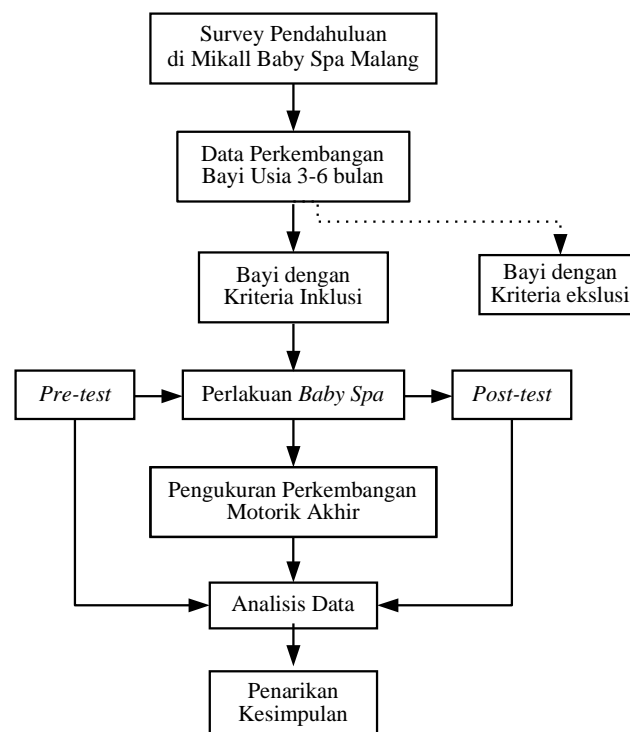 Survey Pendahuluan
di Mikall Baby Spa Malang
Data Perkembangan
Bayi Usia 3-6 bulan
Bayi dengan
Kriteria Inklusi
Bayi dengan
Kriteria ekslusi
Pre-test
Perlakuan Baby Spa
Post-test
Pengukuran Perkembangan
Motorik Akhir
Analisis Data
Penarikan
Kesimpulan